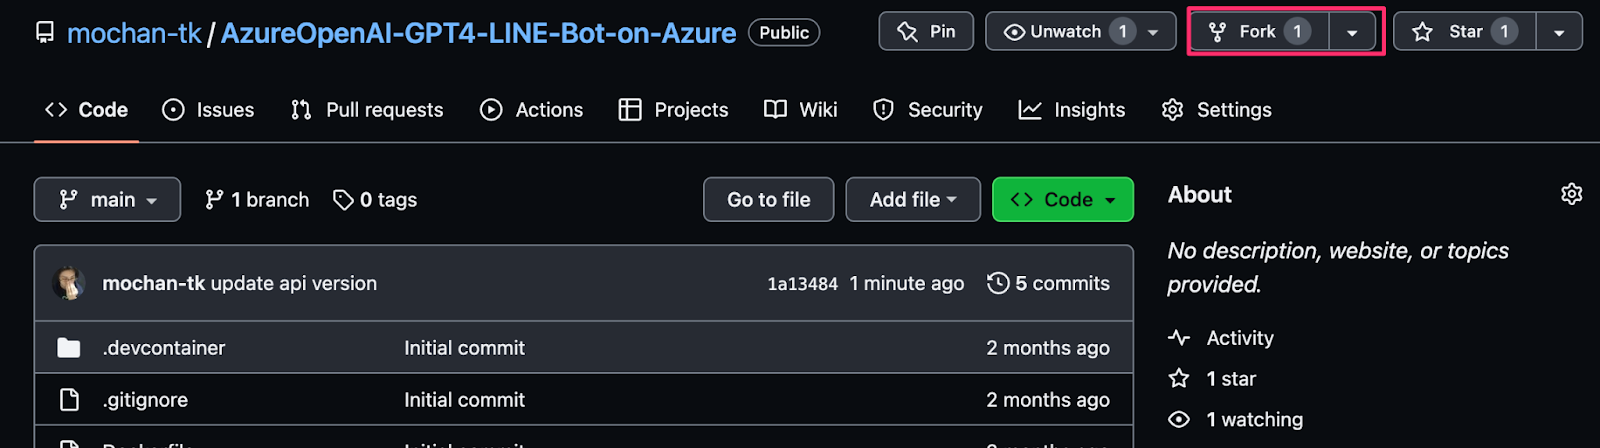 mochan-tk / AzureOpenAI-GPT4-LINE-Bot-on-Azure Public Pin Unwatch 1 Fork 1 Star 1
Code Issues Pull requests Actions Projects Wiki Security Insights Settings
main 1 branch 0 tags Go to file Add file Code
About
No description, website, or topics
provided.
mochan-tk update api version 1a13484 1 minute ago 5 commits
.devcontainer Initial commit 2 months ago
.gitignore Initial commit 2 months ago
Activity
1 star
1 watching